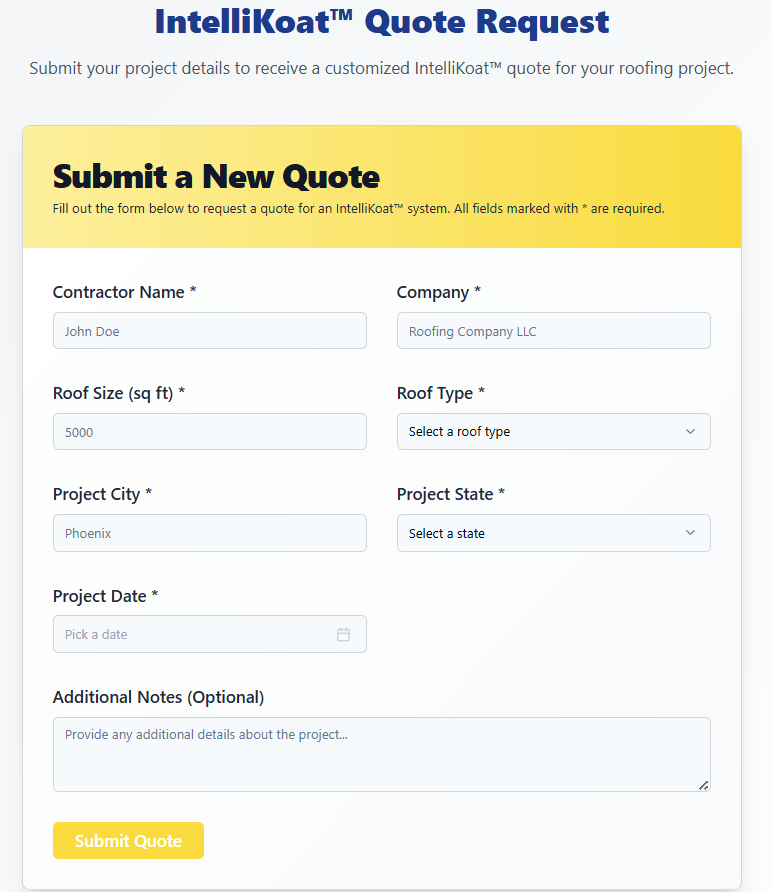 IntelliKoat™ Quote Request
Submit your project details to receive a customized IntelliKoat™ quote for your roofing project.
Submit a New Quote
Fill out the form below to request a quote for an IntelliKoat™ system. All fields marked with * are required.
Contractor Name *
Company *
John Doe
Roofing Company LLC
Roof Size (sq ft) *
Roof Type *
5000
Select a roof type
Project City *
Project State *
Phoenix
Select a state
Project Date *
Pick a date
Additional Notes (Optional)
Provide any additional details about the project...
Submit Quote